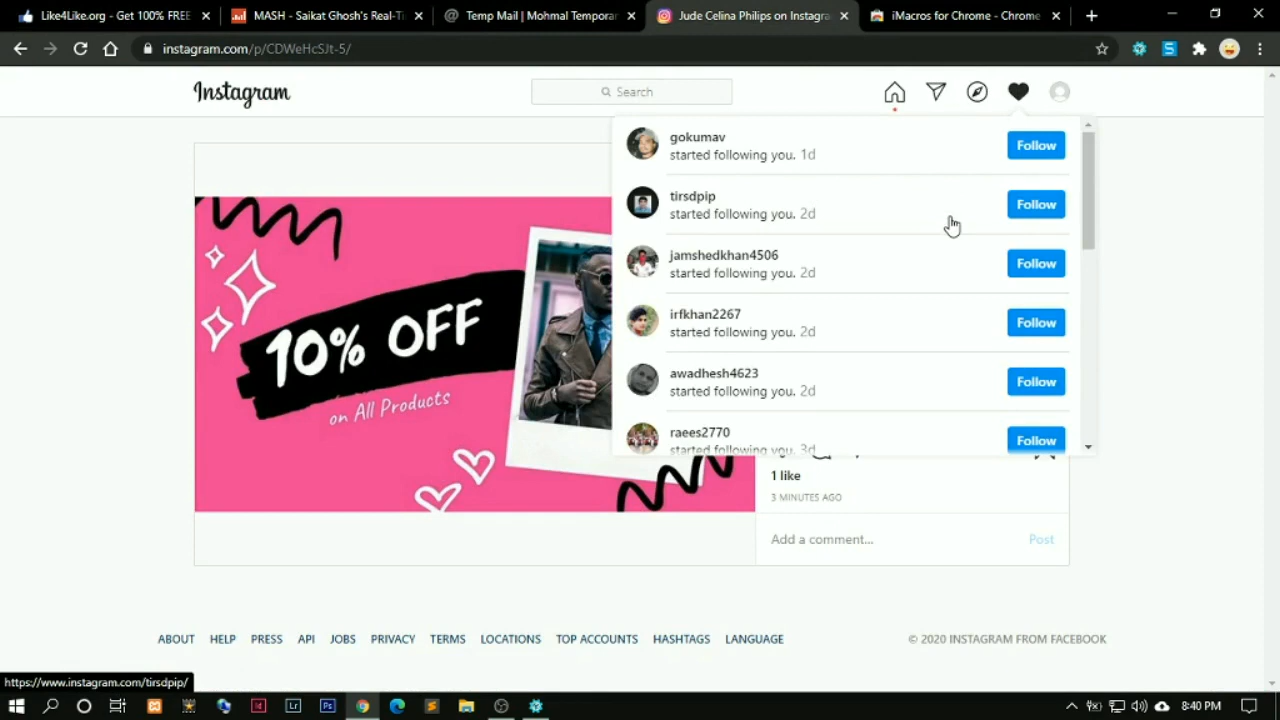 Like4Like.org - Get 100% FREE
MASH - Saikat Ghosh's Real-Ti
Temp Mail | Mohmal Temporar
Jude Celina Philips on Instagra
iMacros for Chrome - Chrome
instagram.com/p/CDWeHcSJt-5/
Instagram
Search
gokumav
started following you. 1d
Follow
tirsdpip
started following you. 2d
Follow
jamshedkhan4506
started following you. 2d
Follow
irfkhan2267
started following you. 2d
Follow
awadhesh4623
started following you. 2d
Follow
raees2770
started following you. 3d
Follow
10% OFF
on All Products
1 like
3 MINUTES AGO
Add a comment...
Post
ABOUT HELP PRESS API JOBS PRIVACY TERMS LOCATIONS TOP ACCOUNTS HASHTAGS LANGUAGE
© 2020 INSTAGRAM FROM FACEBOOK
https://www.instagram.com/tirsdpip/
8:40 PM